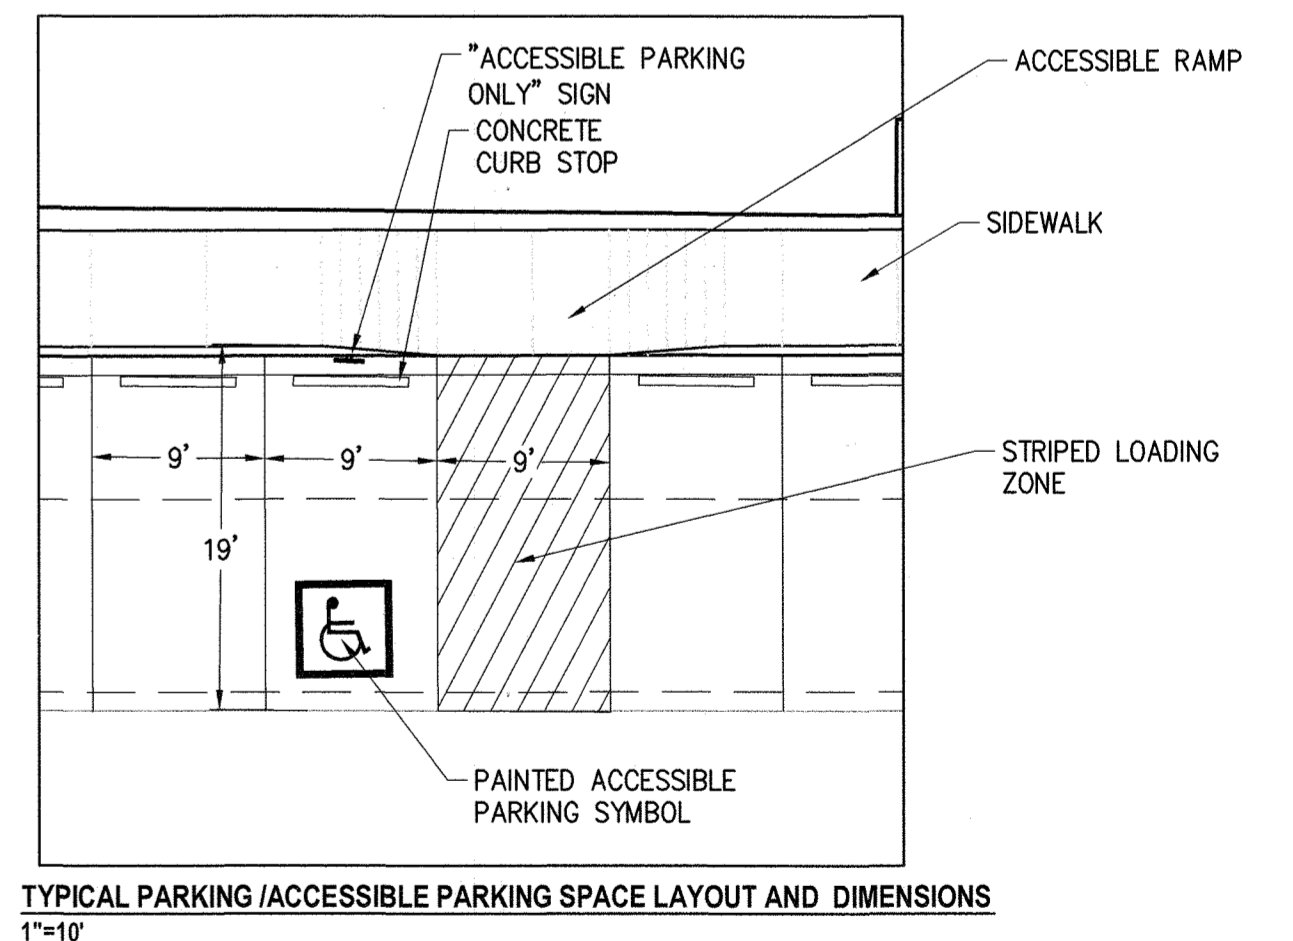 "ACCESSIBLE PARKING
ONLY" SIGN
CONCRETE
CURB STOP
ACCESSIBLE RAMP
SIDEWALK
9'
9'
9'
STRIPED LOADING
ZONE
19'
PAINTED ACCESSIBLE
PARKING SYMBOL
TYPICAL PARKING /ACCESSIBLE PARKING SPACE LAYOUT AND DIMENSIONS
1"=10'